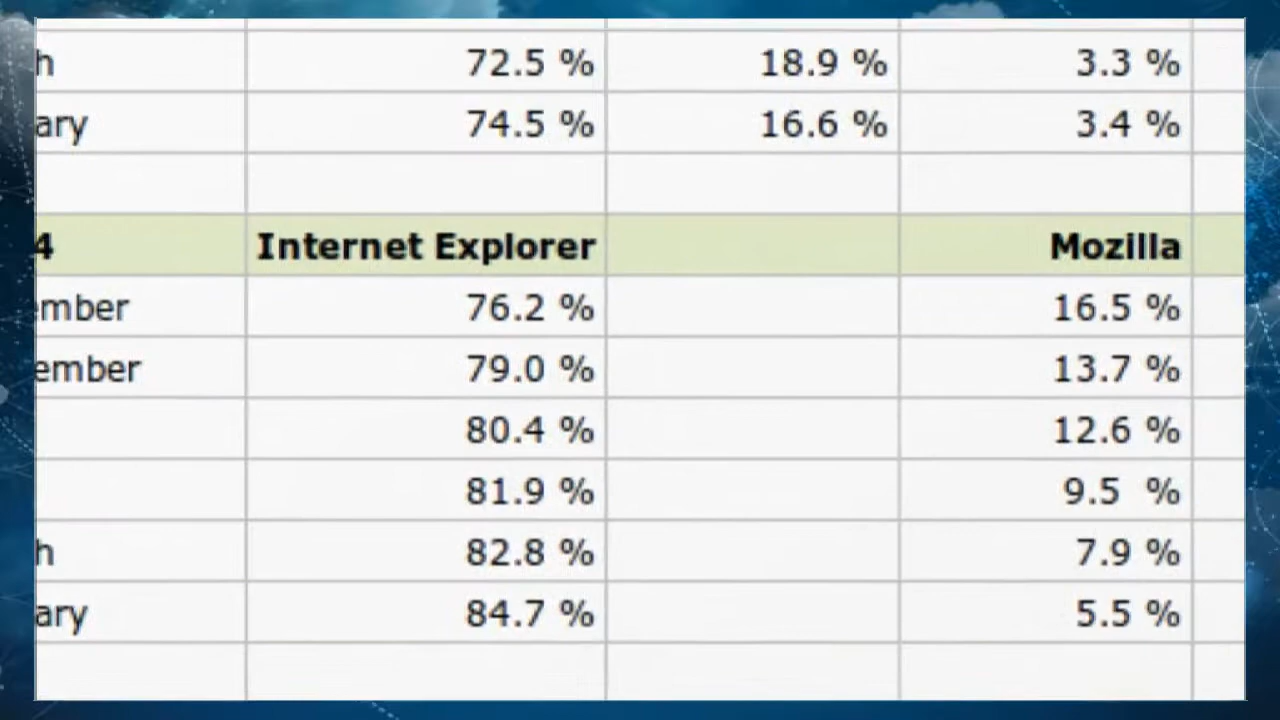 h 72.5 % 18.9 % 3.3 %
ary 74.5 % 16.6 % 3.4 %
4 Internet Explorer Mozilla
ember 76.2 % 16.5 %
ember 79.0 % 13.7 %
80.4 % 12.6 %
81.9 % 9.5 %
h 82.8 % 7.9 %
ary 84.7 % 5.5 %